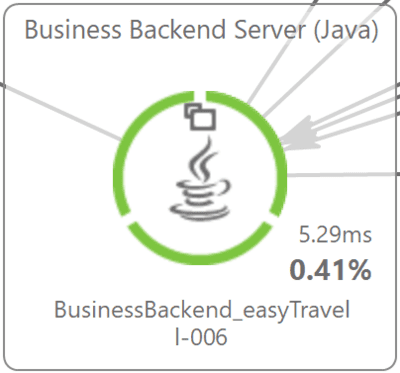 Business Backend Server (Java)
5.29ms
0.41%
BusinessBackend_easyTravel
l-006